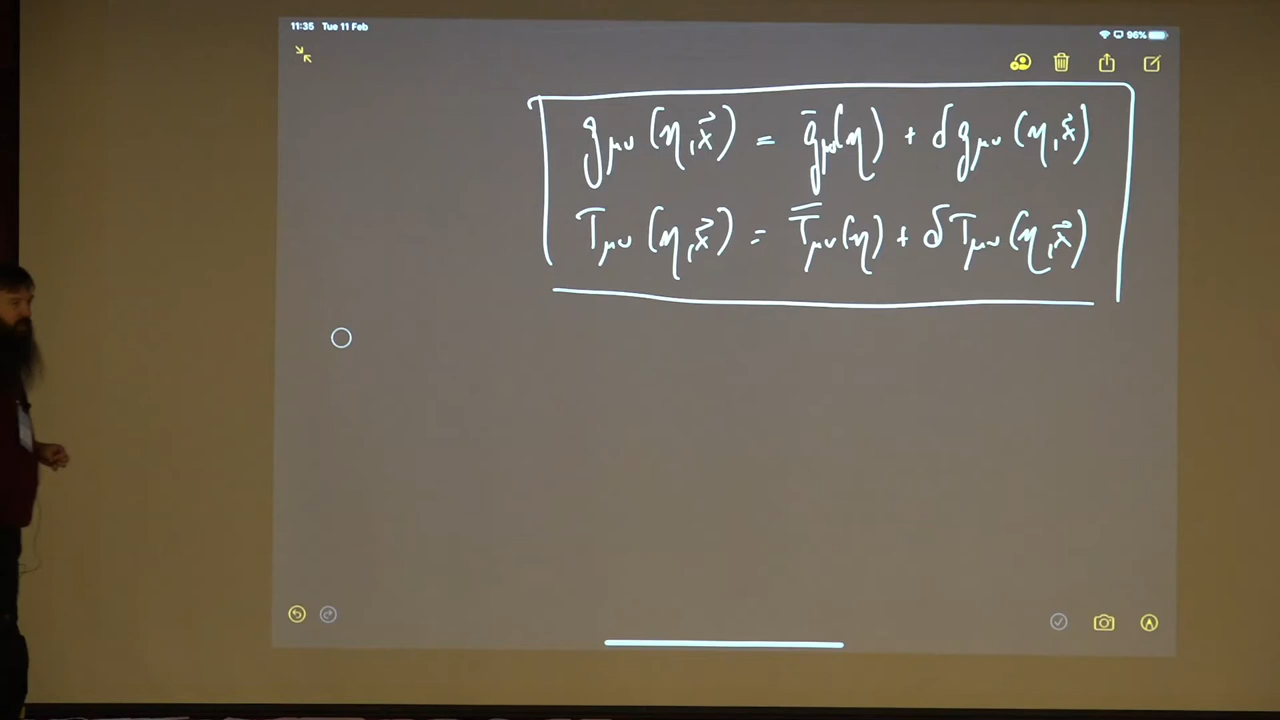 11:35 Tue 11 Feb 96%
g_μν (η, x⃗) = ḡ_μν(η) + δg_μν (η, x⃗)
T_μν (η, x⃗) = T̄_μν(η) + δT_μν (η, x⃗)